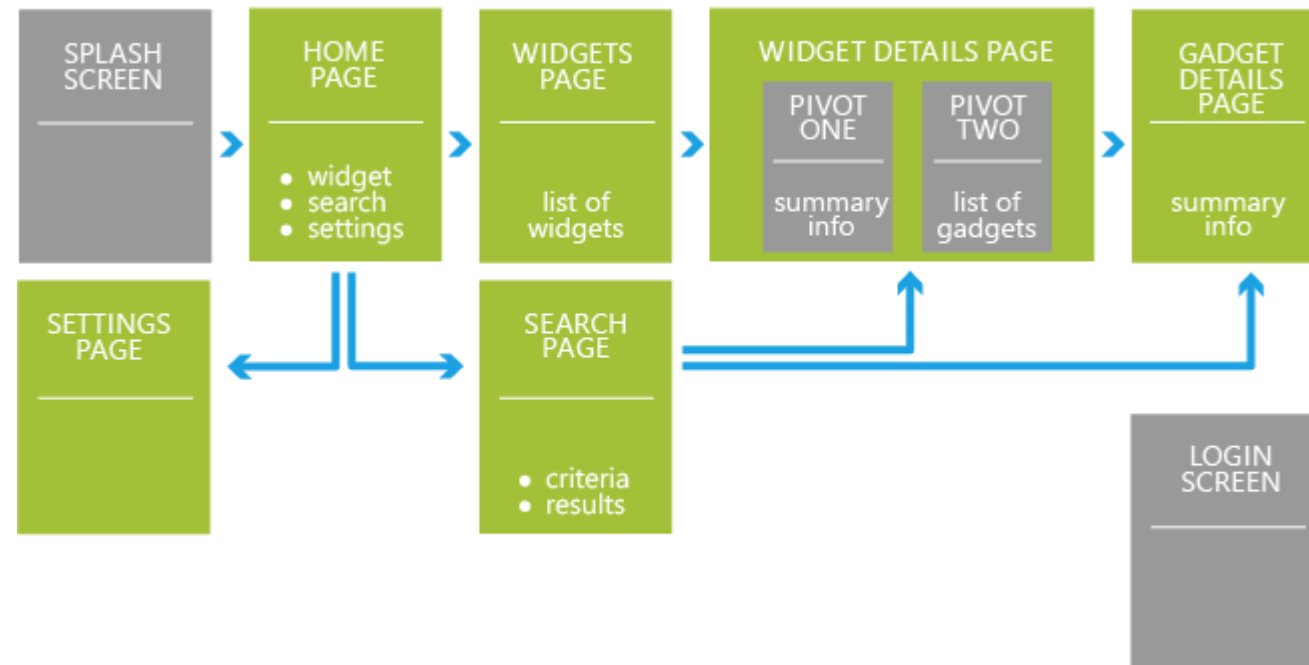 SPLASH
SCREEN
HOME
PAGE
• widget
• search
• settings
WIDGETS
PAGE
list of
widgets
WIDGET DETAILS PAGE
PIVOT
ONE
summary
info
PIVOT
TWO
list of
gadgets
GADGET
DETAILS
PAGE
summary
info
SETTINGS
PAGE
SEARCH
PAGE
• criteria
• results
LOGIN
SCREEN